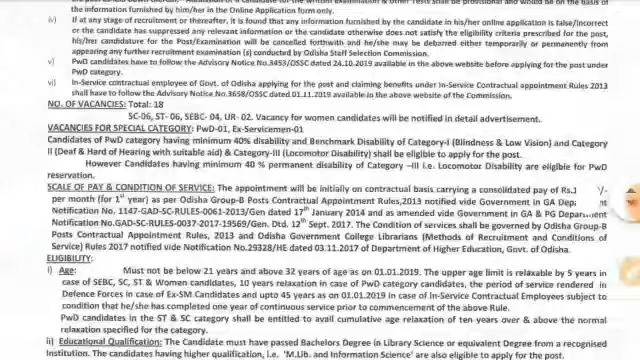 the information furnished by him/her in the Online Application form only.
iv) If at any stage of recruitment or thereafter, it is found that any information furnished by the candidate in his/her online application is false/incorrect
or the candidate has suppressed any relevant information or the candidate otherwise does not satisfy the eligibility criteria prescribed for the post,
his/her candidature for the Post/Examination will be cancelled forthwith and he/she may be debarred either temporarily or permanently from
appearing any further recruitment examination (s) conducted by Odisha Staff Selection Commission.
v) PwD candidates have to follow the Advisory Notice No.3453/OSSC dated 24.10.2019 available in the above website before applying for the post under
PwD category.
vi) In-Service contractual employee of Govt. of Odisha applying for the post and claiming benefits under In-Service Contractual appointment Rules 2013
shall have to follow the Advisory Notice No.3658/OSSC dated 01.11.2019 available in the above website of the Commission.
NO. OF VACANCIES: Total: 18
SC-06, ST- 06, SEBC- 04, UR- 02. Vacancy for women candidates will be notified in detail advertisement.
VACANCIES FOR SPECIAL CATEGORY: PwD-01, Ex-Servicemen-01
Candidates of PwD category having minimum 40% disability and Benchmark Disability of Category-I (Blindness & Low Vision) and Category
II (Deaf & Hard of Hearing with suitable aid) & Category-III (Locomotor Disability) shall be eligible to apply for the post.
However Candidates having minimum 40 % permanent disability of Category –III i.e. Locomotor Disability are eligible for PwD
reservation.
SCALE OF PAY & CONDITION OF SERVICE: The appointment will be initially on contractual basis carrying a consolidated pay of Rs.1 /-
per month (for 1st year) as per Odisha Group-B Posts Contractual Appointment Rules,2013 notified vide Government in GA Depa nt
Notification No. 1147-GAD-SC-RULES-0061-2013/Gen dated 17th January 2014 and as amended vide Government in GA & PG Department
Notification No.GAD-SC-RULES-0037-2017-19569/Gen. Dtd. 12th Sept. 2017. The Condition of services shall be governed by Odisha Group-B
Posts Contractual Appointment Rules, 2013 and Odisha Government College Librarians (Methods of Recruitment and Conditions of
Service) Rules 2017 notified vide Notification No.29328/HE dated 03.11.2017 of Department of Higher Education, Govt. of Odisha.
ELIGIBILITY:
i) Age: Must not be below 21 years and above 32 years of age as on 01.01.2019. The upper age limit is relaxable by 5 years in
case of SEBC, SC, ST & Women candidates, 10 years relaxation in case of PwD category candidates, the period of service rendered in
Defence Forces in case of Ex-SM Candidates and upto 45 years as on 01.01.2019 in case of In-Service Contractual Employees subject to
condition that he/she has completed one year of continuous service prior to commencement of the above Rule.
PwD candidates in the ST & SC category shall be entitled to avail cumulative age relaxation of ten years over & above the normal
relaxation specified for the category.
ii) Educational Qualification: The Candidate must have passed Bachelors Degree in Library Science or equivalent Degree from a recognised
Institution. The candidates having higher qualification, i.e. 'M.Lib. and Information Science' are also eligible to apply for the post.